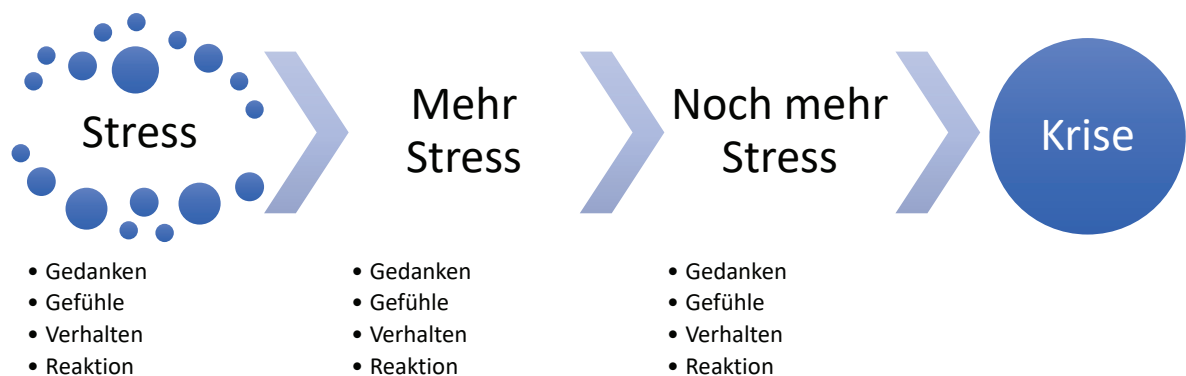 Stress
Mehr
Stress
Noch mehr
Stress
Krise
• Gedanken
• Gefühle
• Verhalten
• Reaktion
• Gedanken
• Gefühle
• Verhalten
• Reaktion
• Gedanken
• Gefühle
• Verhalten
• Reaktion